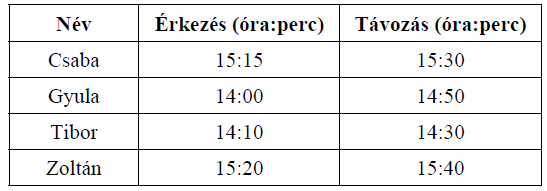 Név Érkezés (óra:perc) Távozás (óra:perc)
Csaba 15:15 15:30
Gyula 14:00 14:50
Tibor 14:10 14:30
Zoltán 15:20 15:40